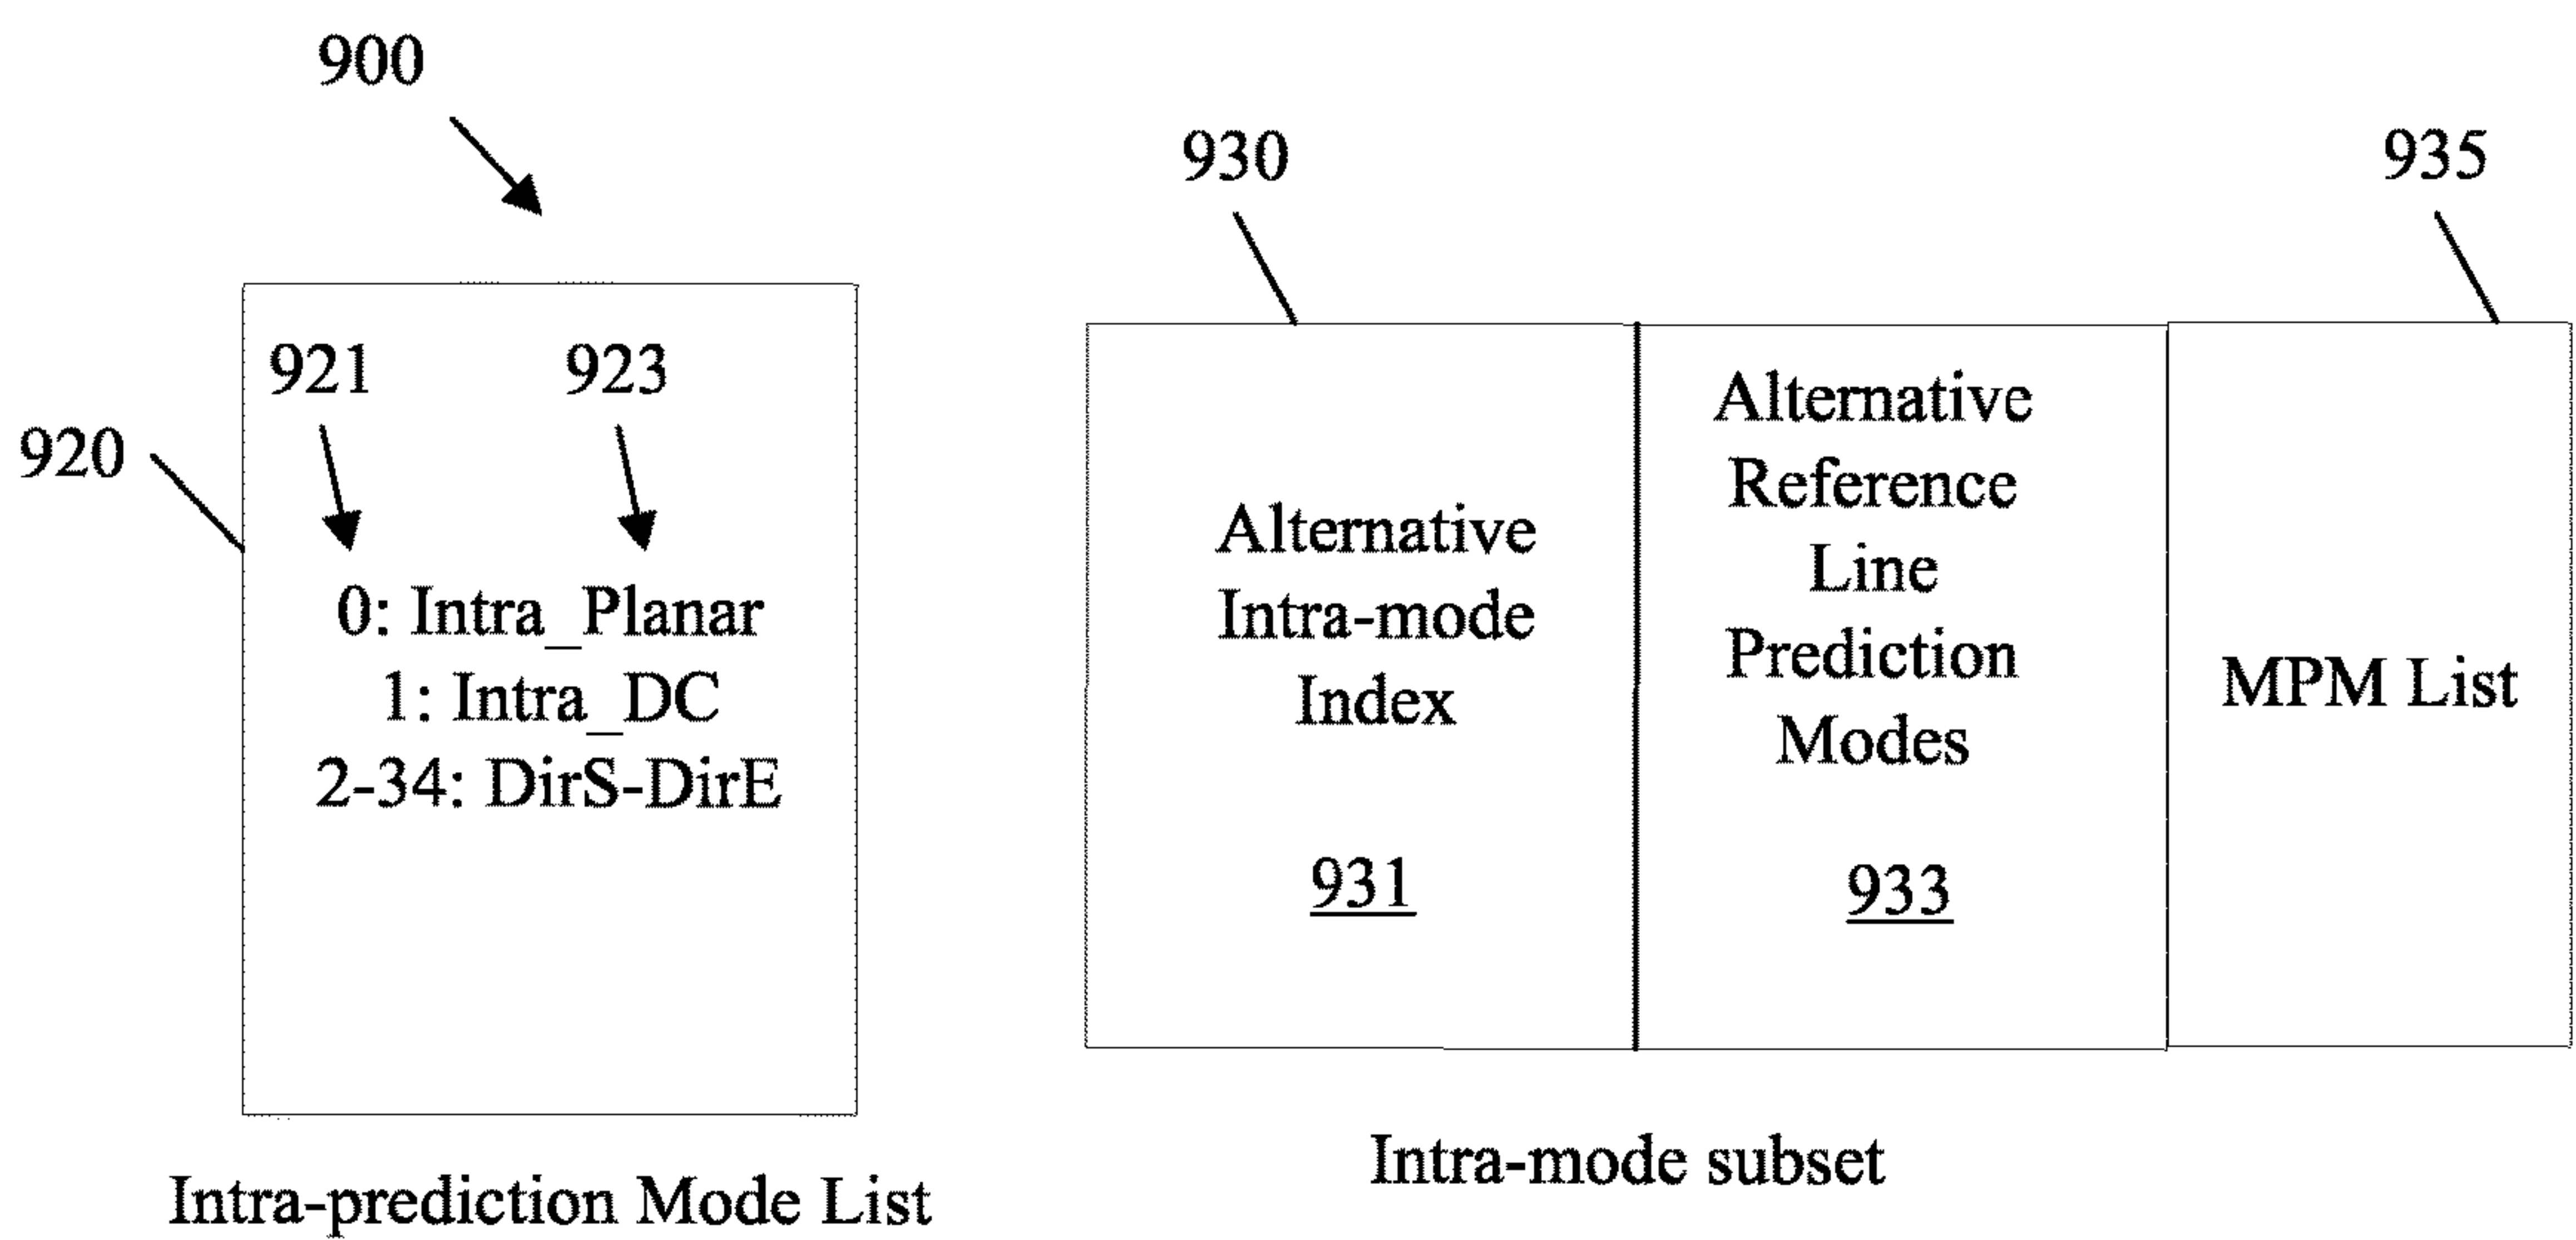 900
930
935
921
923
920
0: Intra_Planar
1: Intra_DC
2-34: DirS-DirE
Intra-prediction Mode List
Alternative
Intra-mode
Index
931
Alternative
Reference
Line
Prediction
Modes
933
MPM List
Intra-mode subset